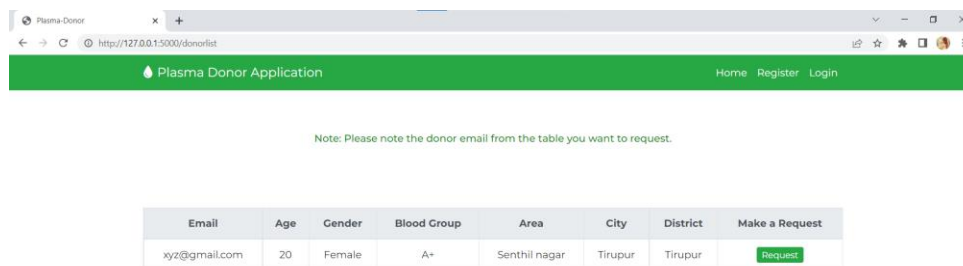 Plasma-Donor
http://127.0.0.1:5000/donorlist
Plasma Donor Application Home Register Login
Note: Please note the donor email from the table you want to request.
Email Age Gender Blood Group Area City District Make a Request
xyz@gmail.com 20 Female A+ Senthil nagar Tirupur Tirupur Request